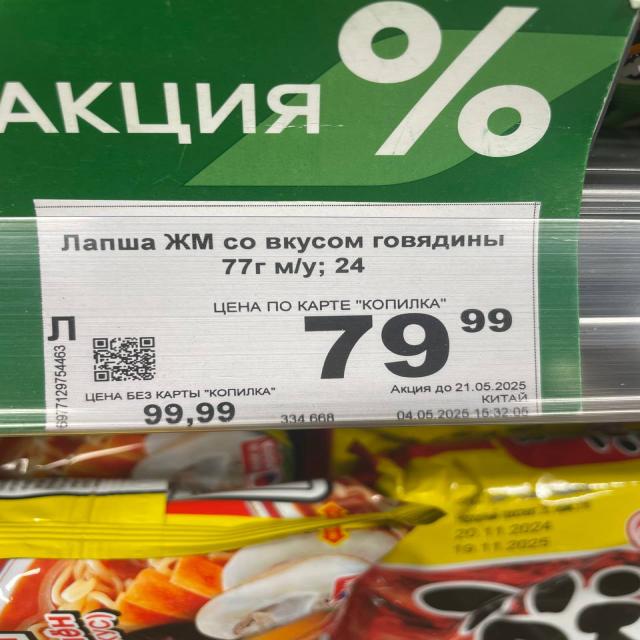 АКЦИЯ %
Лапша ЖМ со вкусом говядины
77г м/у; 24
ЦЕНА ПО КАРТЕ "КОПИЛКА"
79 99
Л
6977129754463
ЦЕНА БЕЗ КАРТЫ "КОПИЛКА"
99,99
Акция до 21.05.2025
КИТАЙ
334 668
04.05.2025 15:32:05
20.11.2024
19.11.2025